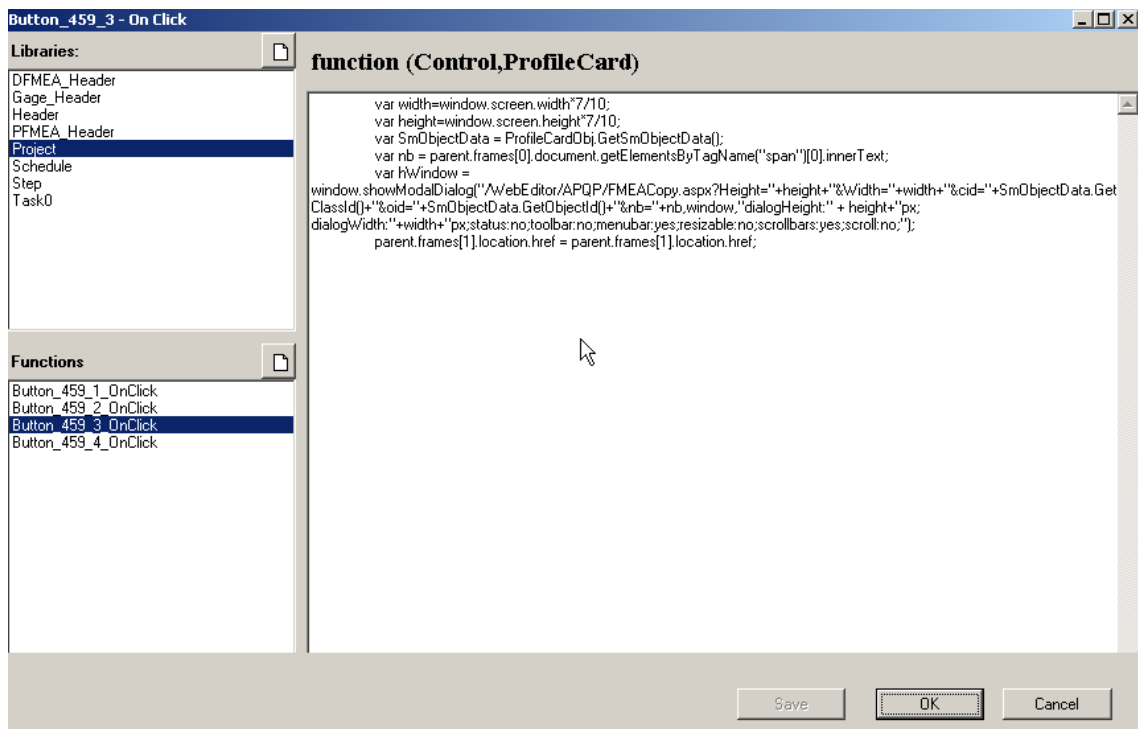 Button_459_3 - On Click
Libraries:
DFMEA_Header
Gage_Header
Header
PFMEA_Header
Project
Schedule
Step
Task0
Functions
Button_459_1_OnClick
Button_459_2_OnClick
Button_459_3_OnClick
Button_459_4_OnClick
function (Control,ProfileCard)
var width=window.screen.width*7/10;
var height=window.screen.height*7/10;
var SmObjectData = ProfileCardObj.GetSmObjectData();
var nb = parent.frames[0].document.getElementsByTagName("span")[0].innerText;
var hWindow =
window.showModalDialog("/WebEditor/APQP/FMEACopy.aspx?Height="+height+"&Width="+width+"&cid="+SmObjectData.Get
ClassId()+"&oid="+SmObjectData.GetObjectId()+"&nb="+nb,window,"dialogHeight:" + height+"px;
dialogWidth:"+width+"px;status:no;toolbar:no;menubar:yes;resizable:no;scrollbars:yes;scroll:no;");
parent.frames[1].location.href = parent.frames[1].location.href;
Save
OK
Cancel